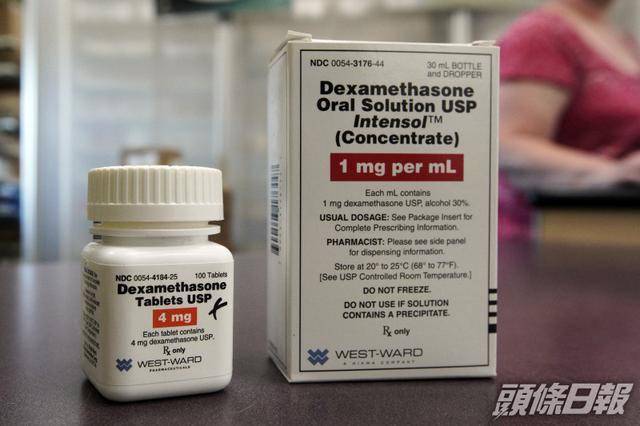 NDC 0054-4184-25 100 Tablets
Dexamethasone
Tablets USP
4 mg
Each tablet contains
4 mg dexamethasone USP.
Rx only
WEST-WARD
PHARMACEUTICALS
NDC 0054-3176-44
30 mL BOTTLE
and DROPPER
Dexamethasone
Oral Solution USP
Intensol™
(Concentrate)
1 mg per mL
Each mL contains
1 mg dexamethasone USP, alcohol 30%.
USUAL DOSAGE: See Package Insert for
Complete Prescribing Information.
PHARMACIST: Please see side panel
for dispensing information.
Store at 20° to 25°C (68° to 77°F).
[See USP Controlled Room Temperature.]
DO NOT FREEZE.
DO NOT USE IF SOLUTION
CONTAINS A PRECIPITATE.
Rx only
WEST-WARD
A HIKMA COMPANY
頭條日報